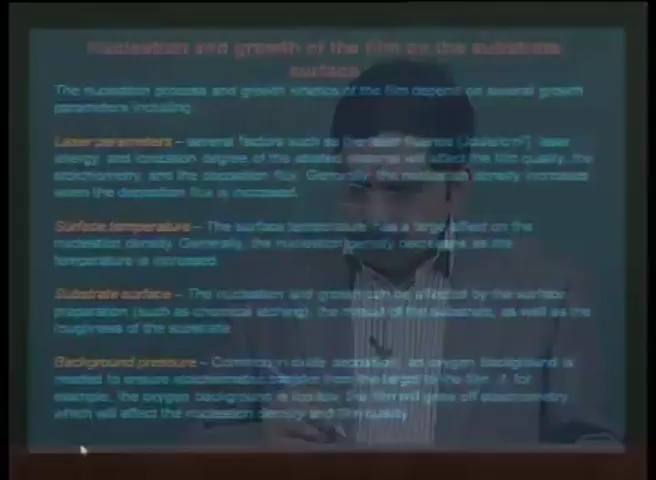 Nucleation and growth of the film on the substrate
surface
The nucleation process and growth kinetics of the film depend on several growth
parameters including
Laser parameters – several factors such as the laser fluence [Joule/cm²], laser
energy, and ionization degree of the ablated material will affect the film quality, the
stoichiometry, and the deposition flux. Generally, the nucleation density increases
when the deposition flux is increased.
Surface temperature – The surface temperature has a large effect on the
nucleation density. Generally, the nucleation density decreases as the
temperature is increased.
Substrate surface – The nucleation and growth can be affected by the surface
preparation (such as chemical etching), the miscut of the substrate, as well as the
roughness of the substrate.
Background pressure – Common in oxide deposition, an oxygen background is
needed to ensure stoichiometric transfer from the target to the film. If, for
example, the oxygen background is too low, the film will grow off stoichiometry
which will affect the nucleation density and film quality